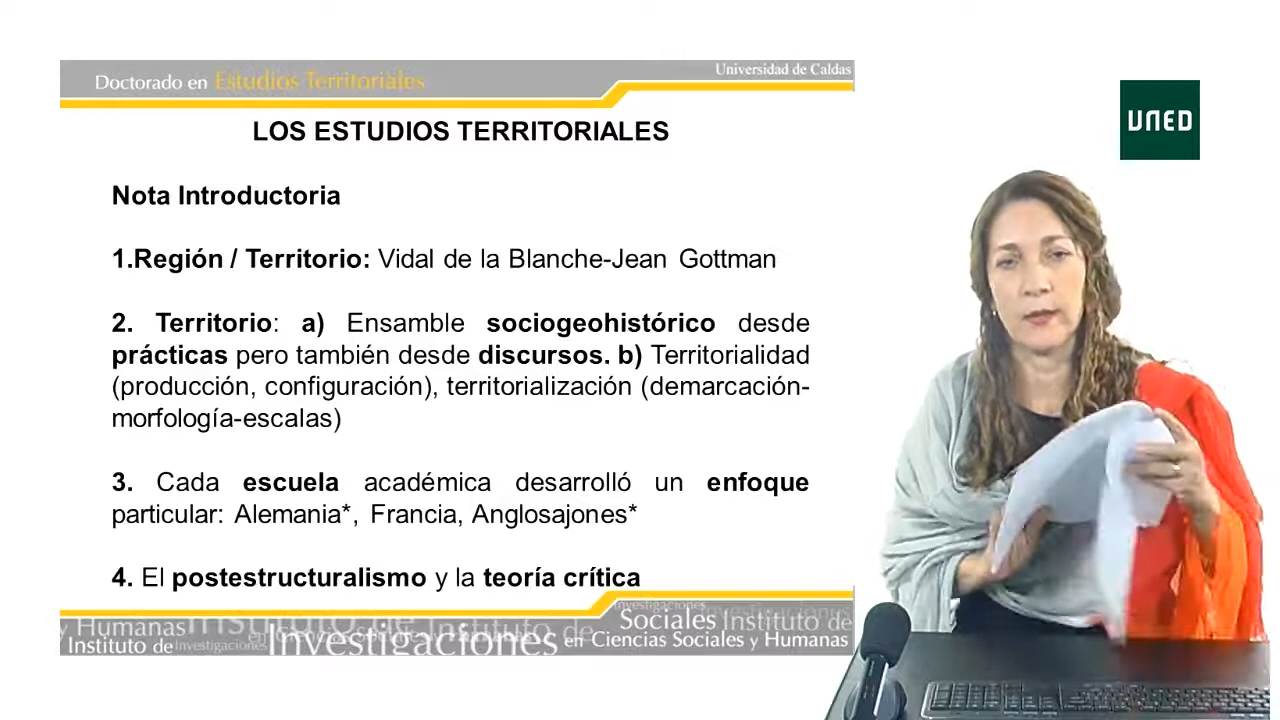 Doctorado en Estudios Territoriales
Universidad de Caldas
UNED
LOS ESTUDIOS TERRITORIALES
Nota Introductoria
1.Región / Territorio: Vidal de la Blanche-Jean Gottman
2. Territorio: a) Ensamble sociogeohistórico desde
prácticas pero también desde discursos. b) Territorialidad
(producción, configuración), territorialización (demarcación-
morfología-escalas)
3. Cada escuela académica desarrolló un enfoque
particular: Alemania*, Francia, Anglosajones*
4. El postestructuralismo y la teoría crítica
Investigaciones
Sociales Instituto de
y Humanas
Instituto de Investigaciones Investigaciones en Ciencias Sociales y Humanas